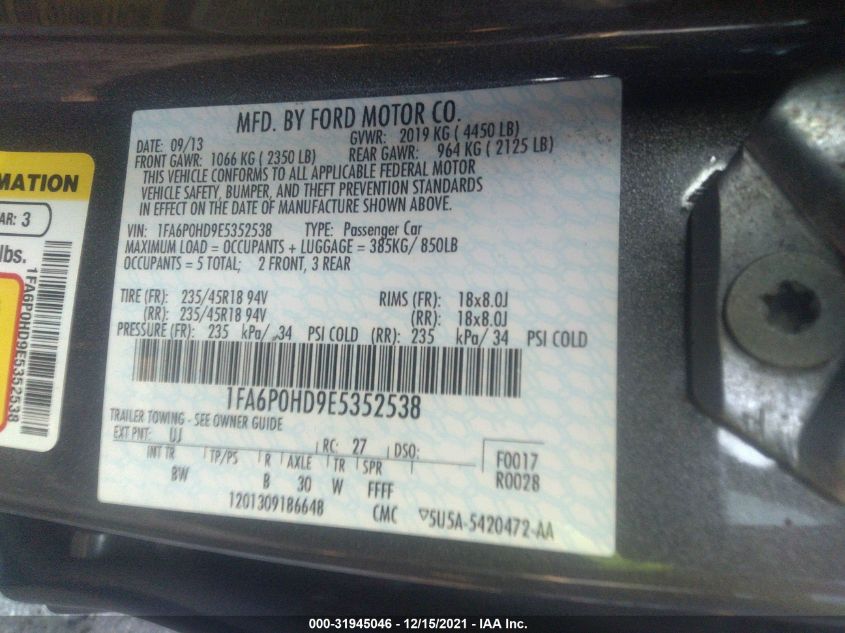 MFD. BY FORD MOTOR CO.
DATE: 09/13 GVWR: 2019 KG ( 4450 LB)
FRONT GAWR: 1066 KG ( 2350 LB) REAR GAWR: 964 KG ( 2125 LB)
THIS VEHICLE CONFORMS TO ALL APPLICABLE FEDERAL MOTOR
VEHICLE SAFETY, BUMPER, AND THEFT PREVENTION STANDARDS
IN EFFECT ON THE DATE OF MANUFACTURE SHOWN ABOVE.
VIN: 1FA6P0HD9E5352538 TYPE: Passenger Car
MAXIMUM LOAD = OCCUPANTS + LUGGAGE = 385KG/ 850LB
OCCUPANTS = 5 TOTAL; 2 FRONT, 3 REAR
TIRE (FR): 235/45R18 94V RIMS (FR): 18x8.0J
(RR): 235/45R18 94V (RR): 18x8.0J
PRESSURE (FR): 235 kPa/ 34 PSI COLD (RR): 235 kPa/ 34 PSI COLD
1FA6P0HD9E5352538
TRAILER TOWING - SEE OWNER GUIDE
EXT PNT: UJ RC: 27 DSO: F0017
INT TR TP/PS R AXLE TR SPR R0028
BW B 30 W FFFF
1201309186648 CMC ▽5U5A-5420472-AA
RMATION
AR: 3
lbs.
1FA6P0HD9E5352538
000-31945046 - 12/15/2021 - IAA Inc.